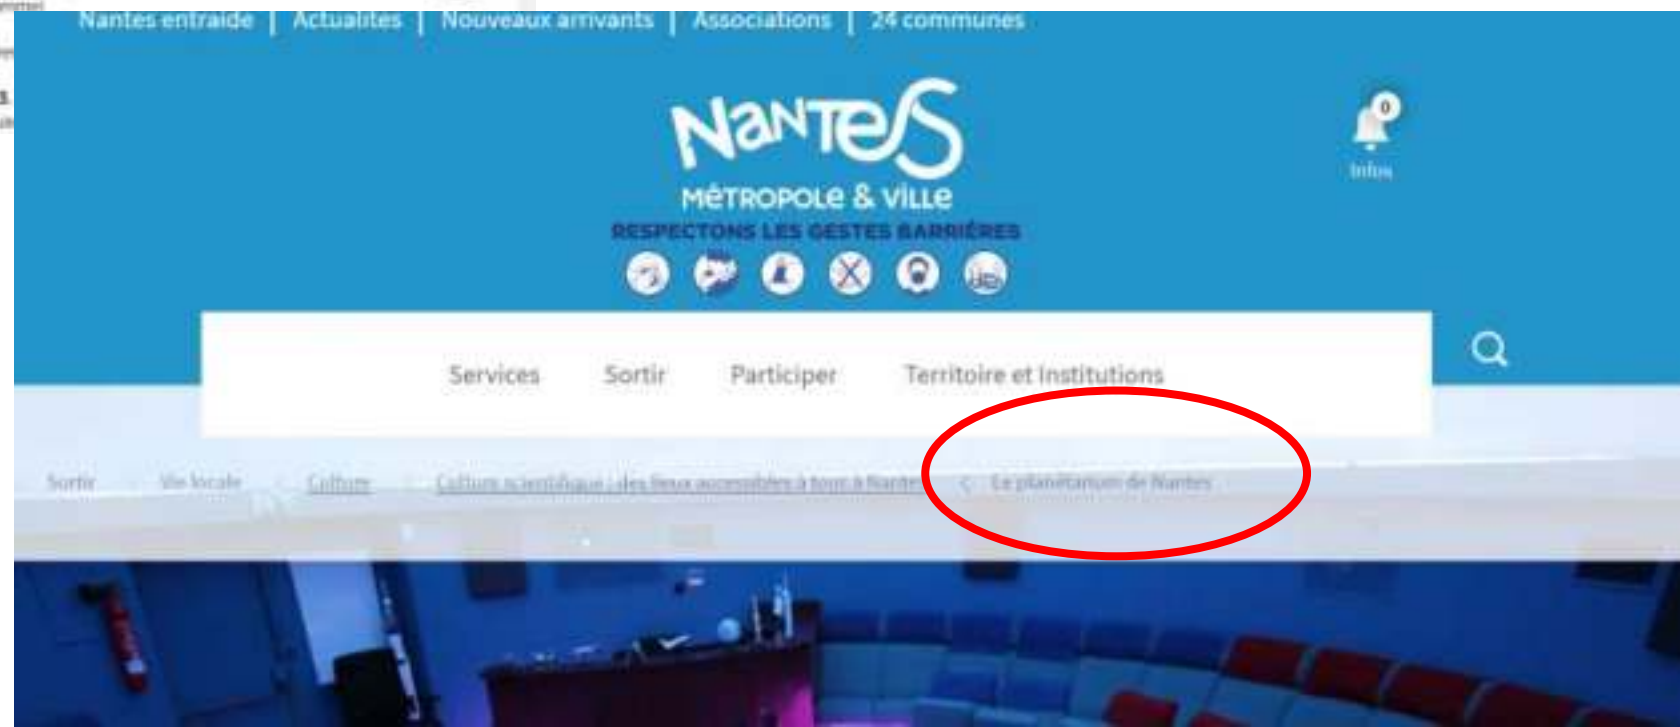 Nantes entraide | Actualités | Nouveaux arrivants | Associations | 24 communes
NANTES
MÉTROPOLE & VILLE
0
Infos
RESPECTONS LES GESTES BARRIÈRES
Services Sortir Participer Territoire et institutions
Sortir Vie locale Culture Culture scientifique : des lieux accessibles à tous à Nantes < Le planétarium de Nantes